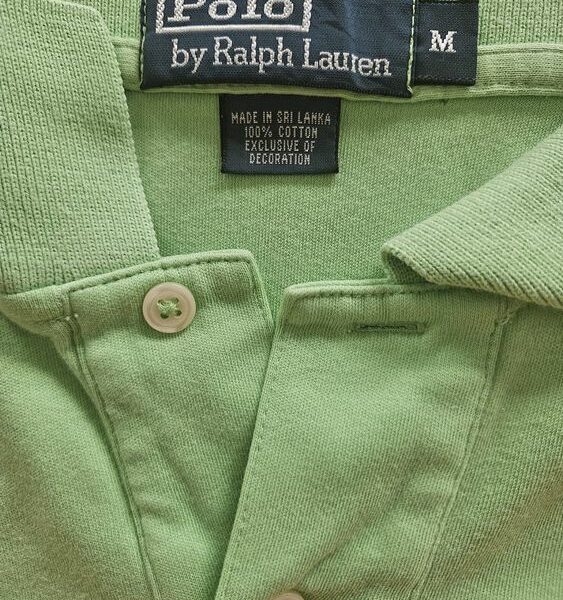 Polo
by Ralph Lauren
M
MADE IN SRI LANKA
100% COTTON
EXCLUSIVE OF
DECORATION